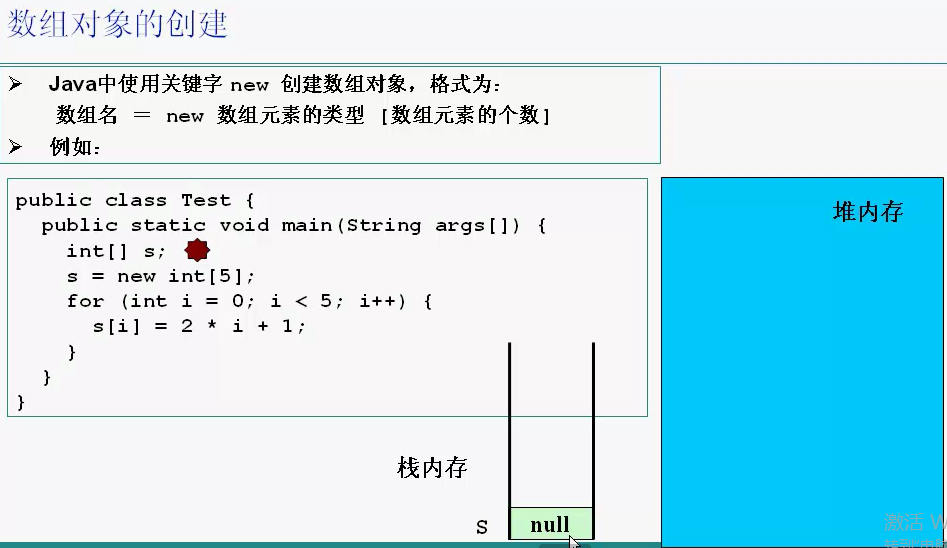 数组对象的创建
Java中使用关键字 new 创建数组对象，格式为：
数组名 ＝ new 数组元素的类型 [数组元素的个数]
例如：
public class Test {
public static void main(String args[]) {
int[] s;
s = new int[5];
for (int i = 0; i < 5; i++) {
s[i] = 2 * i + 1;
}
}
}
堆内存
栈内存
s
null
激活 W